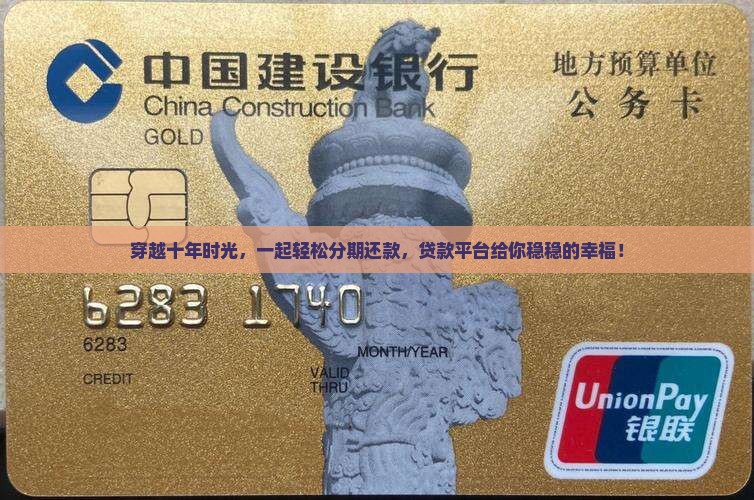 中国建设银行
China Construction Bank
GOLD
地方预算单位
公务卡
穿越十年时光，一起轻松分期还款，贷款平台给你稳稳的幸福！
6283 1740
6283
MONTH/YEAR
CREDIT
VALID
THRU
UnionPay
银联